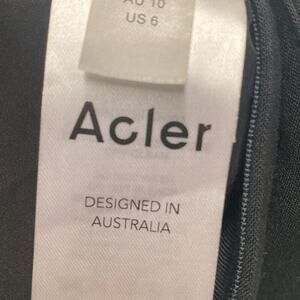 AU 10
US 6
Acler
DESIGNED IN
AUSTRALIA